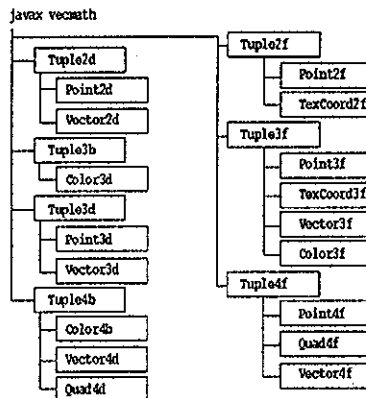 javax vecmath
Tuple2d
Point2d
Vector2d
Tuple3b
Color3d
Tuple3d
Point3d
Vector3d
Tuple4b
Color4b
Vector4d
Quad4d
Tuple2f
Point2f
TexCoord2f
Tuple3f
Point3f
TexCoord3f
Vector3f
Color3f
Tuple4f
Point4f
Quad4f
Vector4f